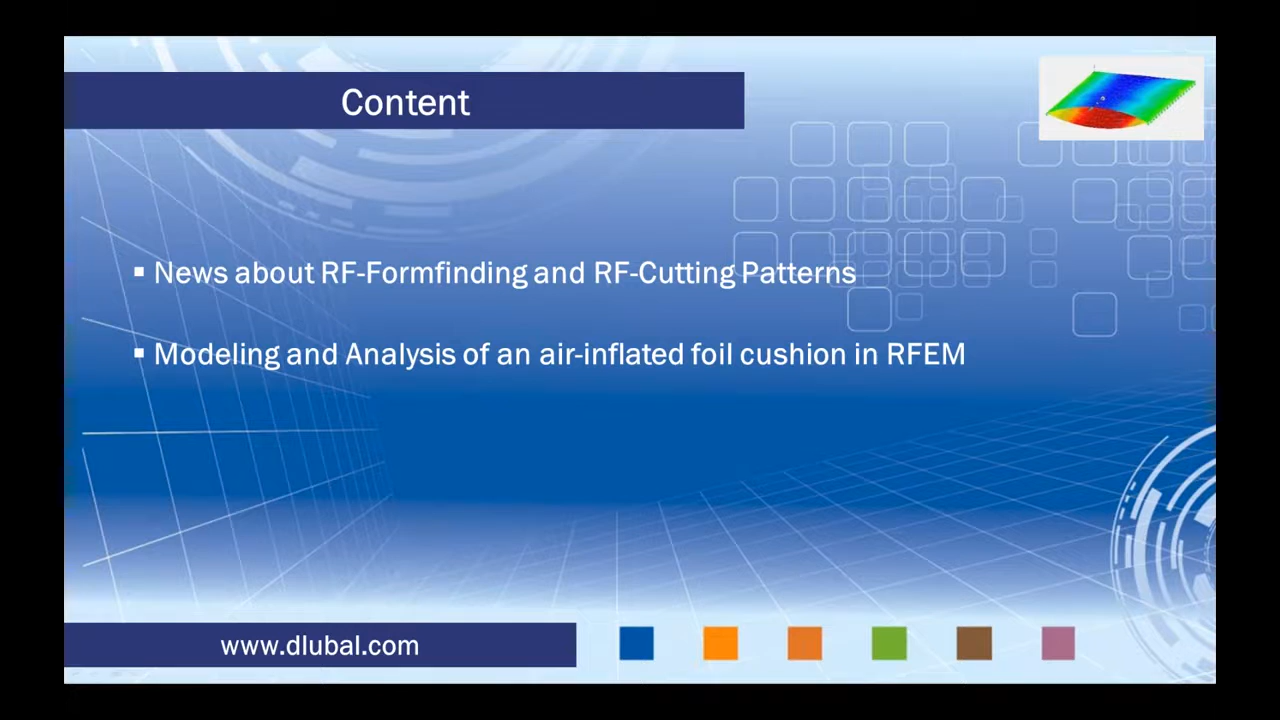 Content
▪ News about RF-Formfinding and RF-Cutting Patterns
▪ Modeling and Analysis of an air-inflated foil cushion in RFEM
www.dlubal.com